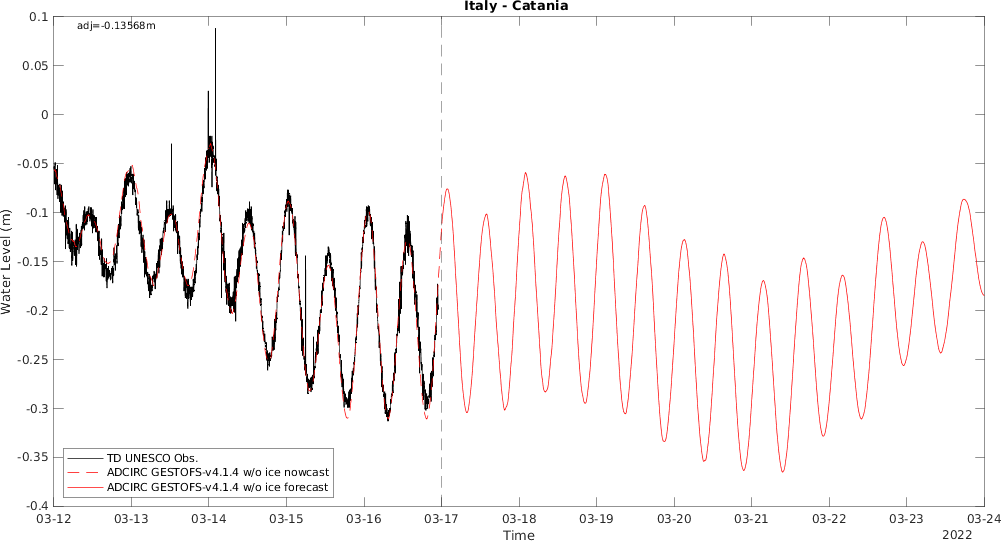 Italy - Catania
adj=-0.13568m
0.1
0.05
0
-0.05
-0.1
-0.15
-0.2
-0.25
-0.3
-0.35
-0.4
Water Level (m)
TD UNESCO Obs.
ADCIRC GESTOFS-v4.1.4 w/o ice nowcast
ADCIRC GESTOFS-v4.1.4 w/o ice forecast
03-12 03-13 03-14 03-15 03-16 03-17 03-18 03-19 03-20 03-21 03-22 03-23 03-24
Time
2022